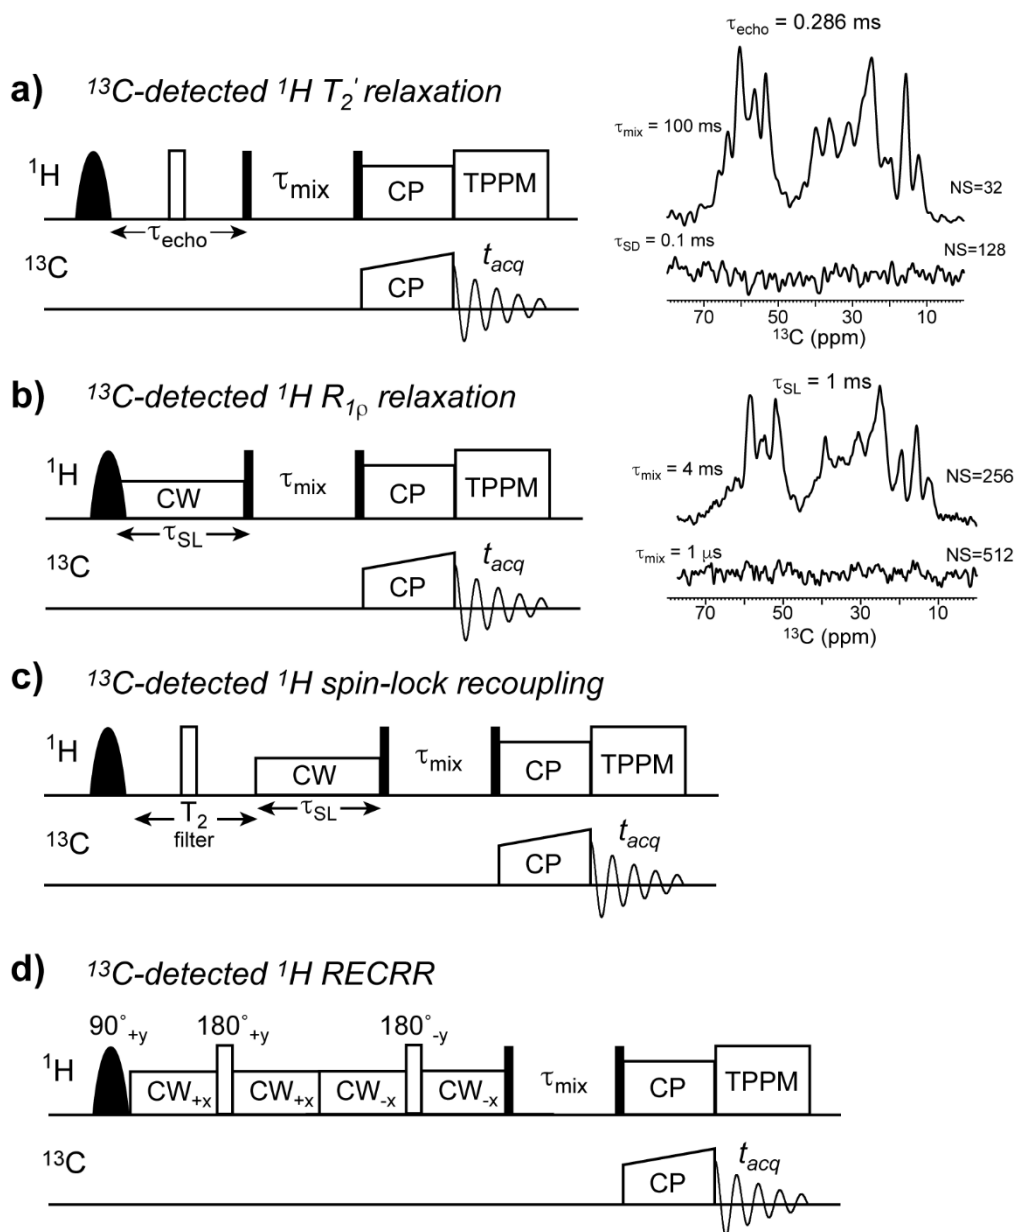 a) ¹³C-detected ¹H T₂' relaxation
¹H
τmix
CP
TPPM
τecho
¹³C
CP
tacq
τecho = 0.286 ms
τmix = 100 ms
NS=32
τSD = 0.1 ms
NS=128
70 50 30 10
¹³C (ppm)
b) ¹³C-detected ¹H R₁ρ relaxation
¹H
CW
τmix
CP
TPPM
τSL
¹³C
CP
tacq
τSL = 1 ms
τmix = 4 ms
NS=256
τmix = 1 μs
NS=512
70 50 30 10
¹³C (ppm)
c) ¹³C-detected ¹H spin-lock recoupling
¹H
CW
τmix
CP
TPPM
T₂
filter
τSL
¹³C
CP
tacq
d) ¹³C-detected ¹H RECRR
90°+y 180°+y 180°-y
¹H
CW+x CW+x CW-x CW-x
τmix
CP
TPPM
¹³C
CP
tacq